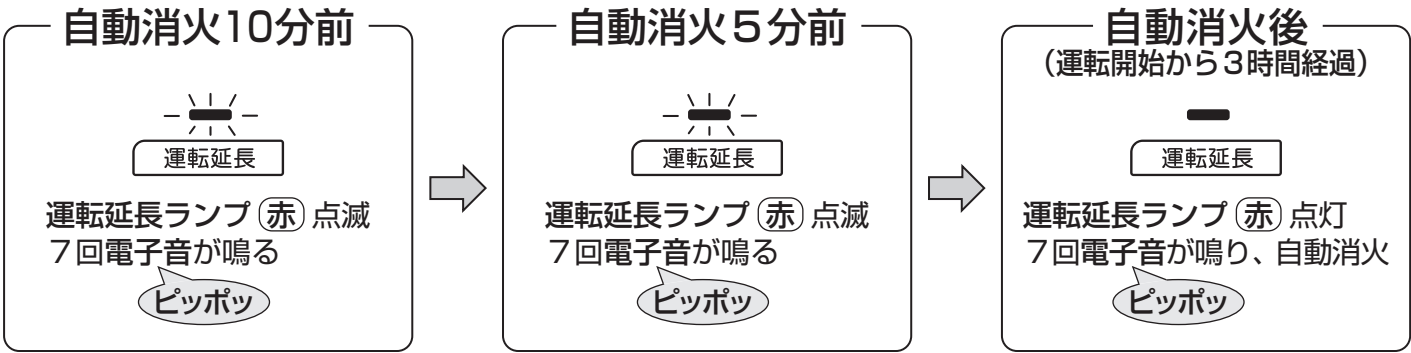 自動消火10分前
運転延長
運転延長ランプ 赤 点滅
7回電子音が鳴る
ピッポッ
自動消火5分前
運転延長
運転延長ランプ 赤 点滅
7回電子音が鳴る
ピッポッ
自動消火後
(運転開始から3時間経過)
運転延長
運転延長ランプ 赤 点灯
7回電子音が鳴り、自動消火
ピッポッ